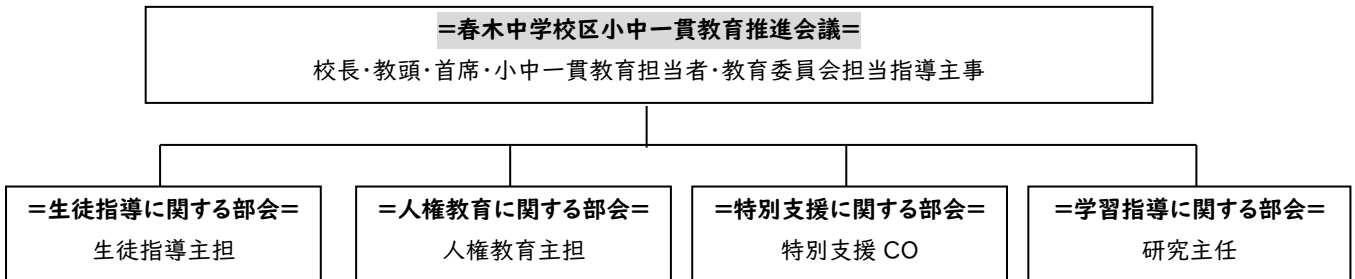 =春木中学校区小中一貫教育推進会議=
校長・教頭・首席・小中一貫教育担当者・教育委員会担当指導主事
=生徒指導に関する部会=
生徒指導主担
=人権教育に関する部会=
人権教育主担
=特別支援に関する部会=
特別支援 CO
=学習指導に関する部会=
研究主任